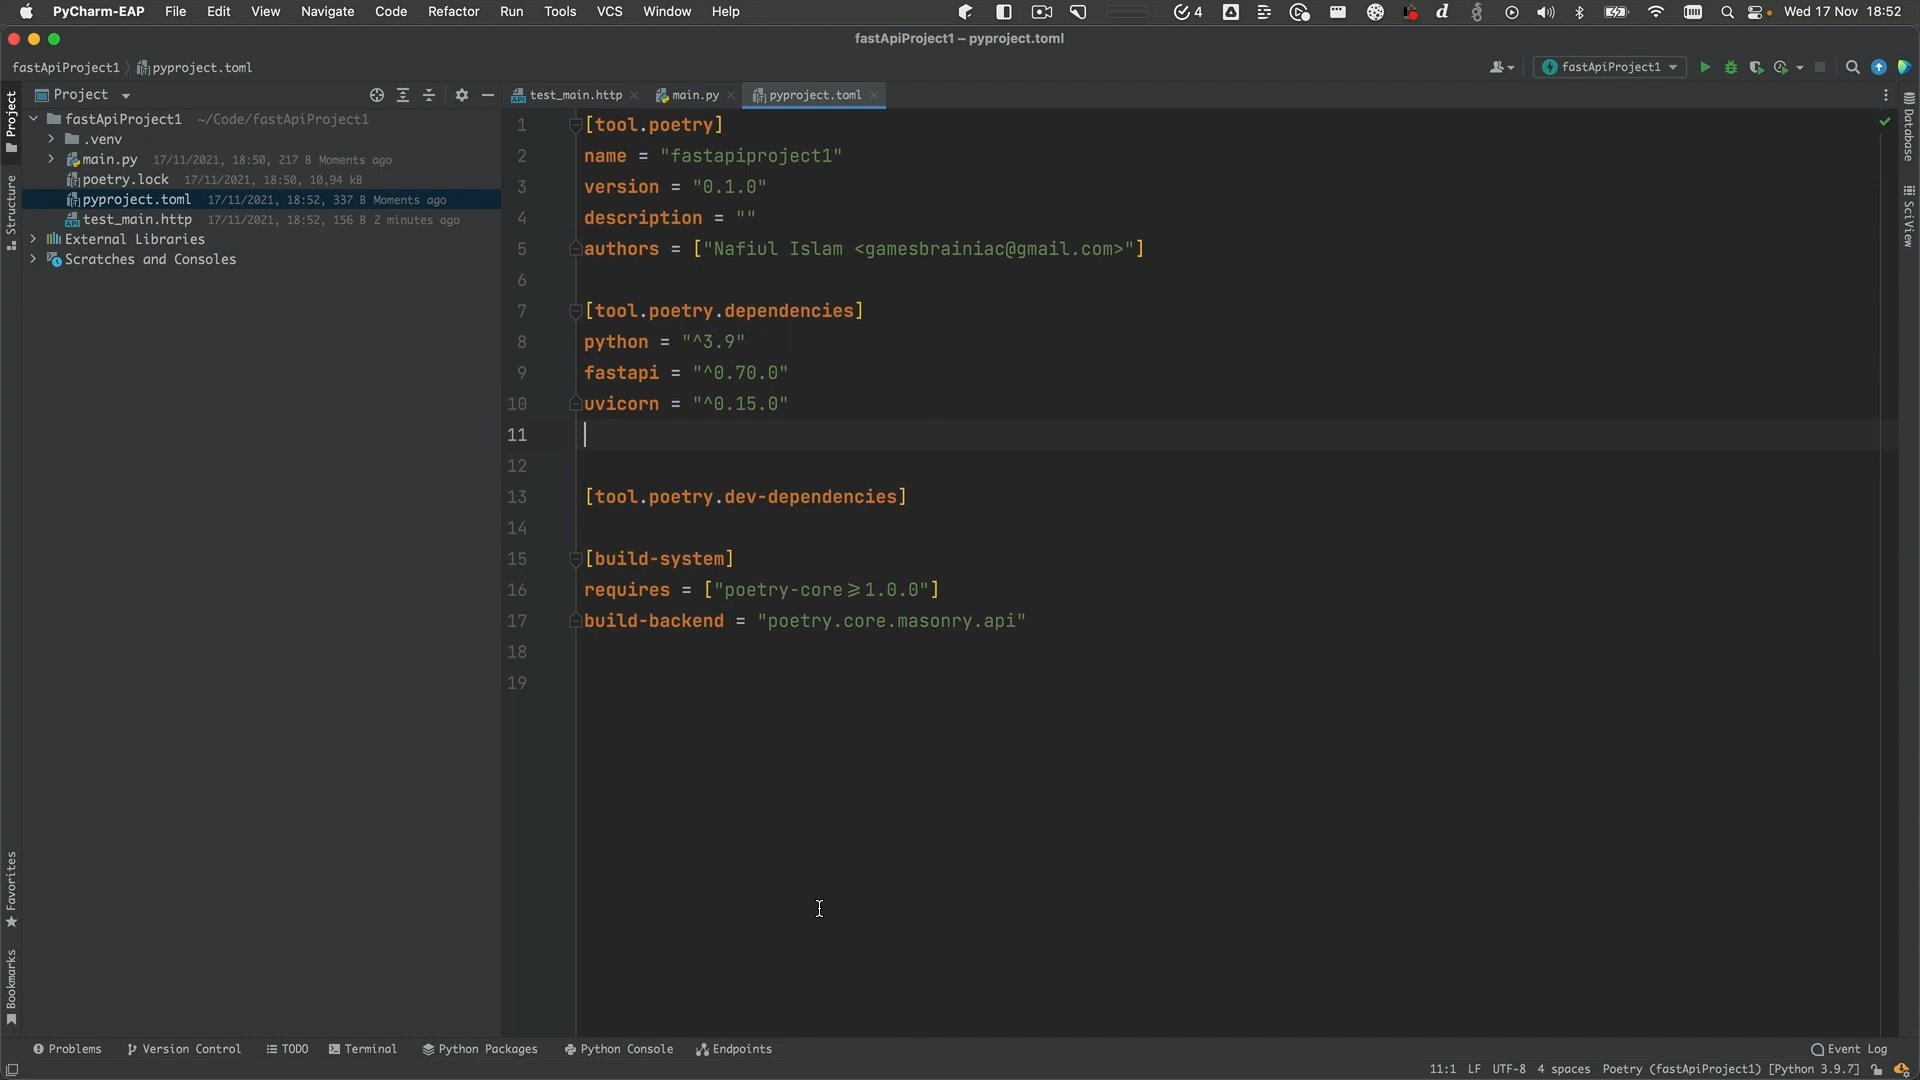 PyCharm-EAP File Edit View Navigate Code Refactor Run Tools VCS Window Help 4 Wed 17 Nov 18:52
fastApiProject1 – pyproject.toml
fastApiProject1 pyproject.toml fastApiProject1
Project
Structure
Favorites
Bookmarks
Project
fastApiProject1 ~/Code/fastApiProject1
.venv
main.py 17/11/2021, 18:50, 217 B Moments ago
poetry.lock 17/11/2021, 18:50, 10,94 kB
pyproject.toml 17/11/2021, 18:52, 337 B Moments ago
test_main.http 17/11/2021, 18:52, 156 B 2 minutes ago
External Libraries
Scratches and Consoles
test_main.http main.py pyproject.toml
1 [tool.poetry]
2 name = "fastapiproject1"
3 version = "0.1.0"
4 description = ""
5 authors = ["Nafiul Islam <gamesbrainiac@gmail.com>"]
6
7 [tool.poetry.dependencies]
8 python = "^3.9"
9 fastapi = "^0.70.0"
10 uvicorn = "^0.15.0"
11
12
13 [tool.poetry.dev-dependencies]
14
15 [build-system]
16 requires = ["poetry-core>=1.0.0"]
17 build-backend = "poetry.core.masonry.api"
18
19
Database
SciView
Problems Version Control TODO Terminal Python Packages Python Console Endpoints Event Log
11:1 LF UTF-8 4 spaces Poetry (fastApiProject1) [Python 3.9.7]